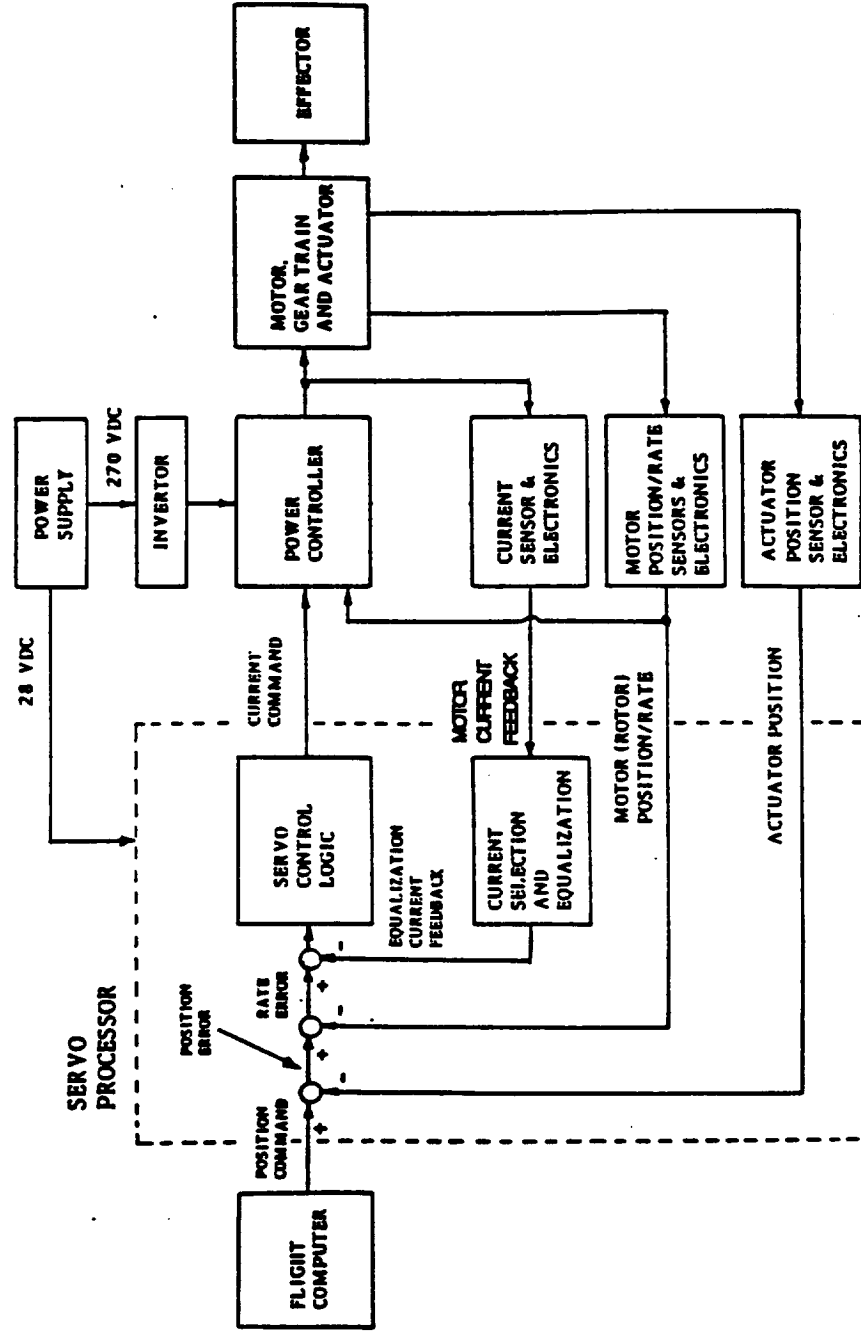 SERVO
PROCESSOR
28 VDC
POWER
SUPPLY
270 VDC
INVERTOR
FLIGHT
COMPUTER
POSITION
COMMAND
POSITION
ERROR
RATE
ERROR
SERVO
CONTROL
LOGIC
CURRENT
COMMAND
POWER
CONTROLLER
MOTOR,
GEAR TRAIN
AND ACTUATOR
EFFECTOR
EQUALIZATION
CURRENT
FEEDBACK
CURRENT
SELECTION
AND
EQUALIZATION
MOTOR
CURRENT
FEEDBACK
CURRENT
SENSOR &
ELECTRONICS
MOTOR (ROTOR)
POSITION/RATE
MOTOR
POSITION/RATE
SENSORS &
ELECTRONICS
ACTUATOR POSITION
ACTUATOR
POSITION
SENSOR &
ELECTRONICS
+
-
+
-
+
-